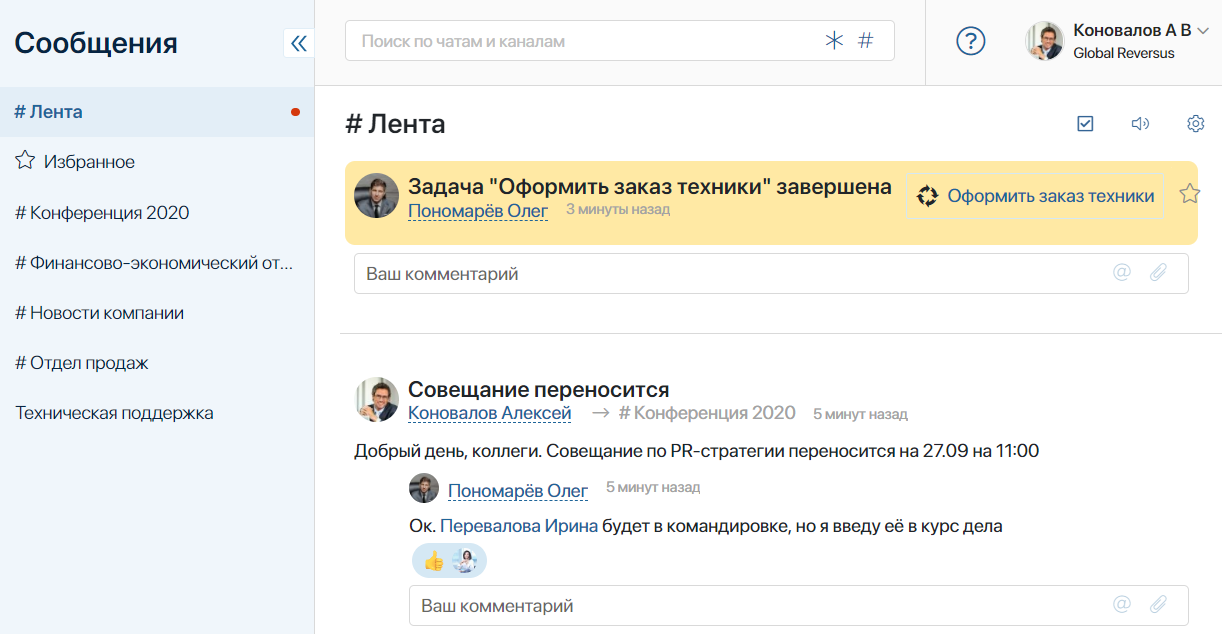 Сообщения
# Лента
Избранное
# Конференция 2020
# Финансово-экономический от...
# Новости компании
# Отдел продаж
Техническая поддержка
Поиск по чатам и каналам
#
?
Коновалов А В
Global Reversus
# Лента
Задача "Оформить заказ техники" завершена
Пономарёв Олег 3 минуты назад
Оформить заказ техники
Ваш комментарий @
Совещание переносится
Коновалов Алексей → # Конференция 2020 5 минут назад
Добрый день, коллеги. Совещание по PR-стратегии переносится на 27.09 на 11:00
Пономарёв Олег 5 минут назад
Ок. Перевалова Ирина будет в командировке, но я введу её в курс дела
Ваш комментарий @